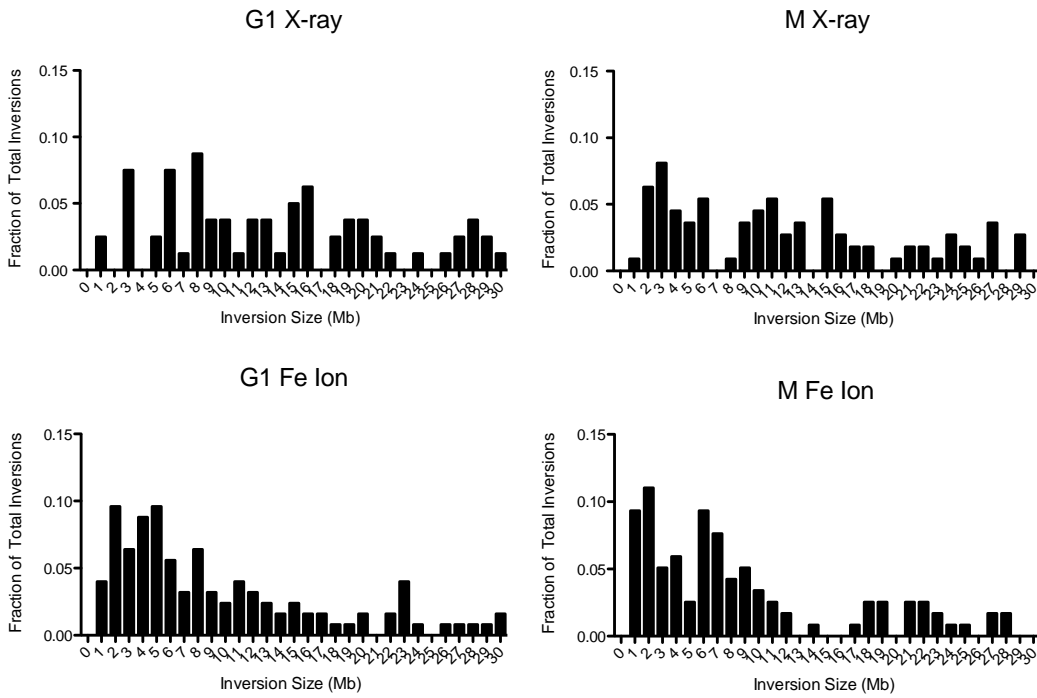 G1 X-ray
Fraction of Total Inversions
0.15
0.10
0.05
0.00
0 1 2 3 4 5 6 7 8 9 10 11 12 13 14 15 16 17 18 19 20 21 22 23 24 25 26 27 28 29 30
Inversion Size (Mb)
M X-ray
Fraction of Total Inversions
0.15
0.10
0.05
0.00
0 1 2 3 4 5 6 7 8 9 10 11 12 13 14 15 16 17 18 19 20 21 22 23 24 25 26 27 28 29 30
Inversion Size (Mb)
G1 Fe Ion
Fraction of Total Inversions
0.15
0.10
0.05
0.00
0 1 2 3 4 5 6 7 8 9 10 11 12 13 14 15 16 17 18 19 20 21 22 23 24 25 26 27 28 29 30
Inversion Size (Mb)
M Fe Ion
Fraction of Total Inversions
0.15
0.10
0.05
0.00
0 1 2 3 4 5 6 7 8 9 10 11 12 13 14 15 16 17 18 19 20 21 22 23 24 25 26 27 28 29 30
Inversion Size (Mb)